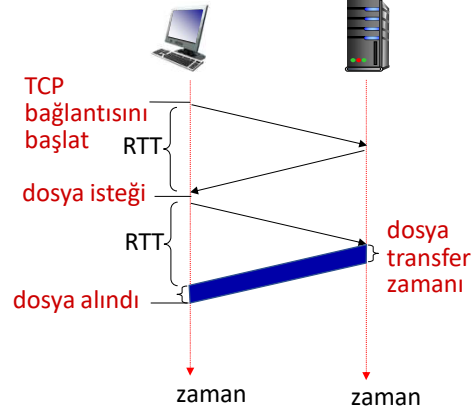 TCP
bağlantısını
başlat
RTT
dosya isteği
RTT
dosya
transfer
zamanı
dosya alındı
zaman
zaman